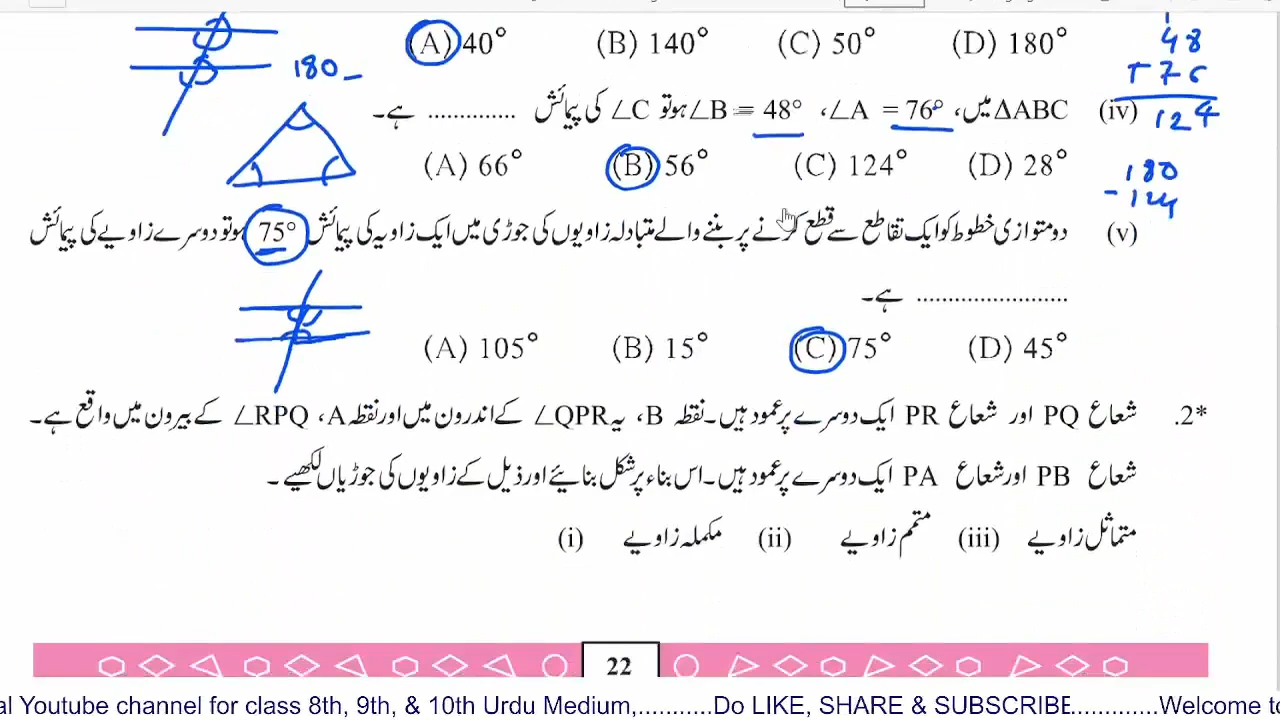 (A) 40° (B) 140° (C) 50° (D) 180°
180 _
48
+ 76
124
(iv) ΔABC میں، ∠A = 76° ، ∠B = 48° ہو تو ∠C کی پیمائش .............. ہے۔
(A) 66° (B) 56° (C) 124° (D) 28°
180
- 124
(v) دو متوازی خطوط کو ایک تقاطع سے قطع کرنے پر بننے والے متبادلہ زاویوں کی جوڑی میں ایک زاویہ کی پیمائش 75° ہو تو دوسرے زاویے کی پیمائش
........................ ہے۔
(A) 105° (B) 15° (C) 75° (D) 45°
*2. شعاع PQ اور شعاع PR ایک دوسرے پر عمود ہیں۔ نقطہ B، یہ ∠QPR کے اندرون میں اور نقطہ A، ∠RPQ کے بیرون میں واقع ہے۔
شعاع PB اور شعاع PA ایک دوسرے پر عمود ہیں۔ اس بناء پر شکل بنائیے اور ذیل کے زاویوں کی جوڑیاں لکھیے۔
(i) مکملہ زاویے (ii) متمم زاویے (iii) متماثل زاویے
22
al Youtube channel for class 8th, 9th, & 10th Urdu Medium,...........Do LIKE, SHARE & SUBSCRIBE.............Welcome to